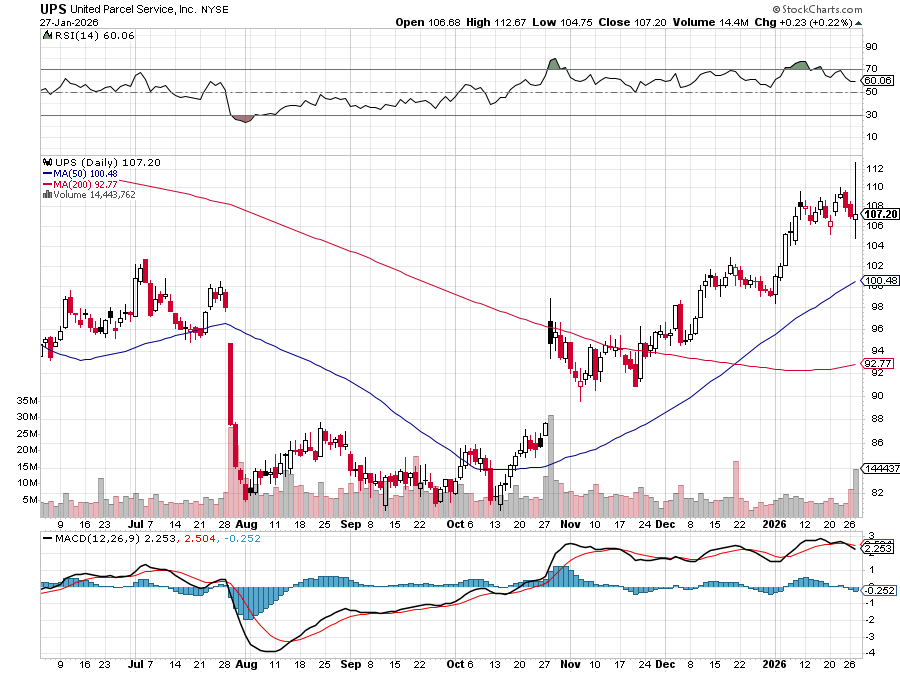 UPS United Parcel Service, Inc. NYSE © StockCharts.com
27-Jan-2026 Open 106.68 High 112.67 Low 104.75 Close 107.20 Volume 14.4M Chg +0.23 (+0.22%)
RSI(14) 60.06
90
70
60.06
50
30
10
UPS (Daily) 107.20
MA(50) 100.48
MA(200) 92.77
Volume 14,443,762
112
110
108
107.20
106
104
102
100.48
100
98
96
94
92.77
92
90
88
86
84
144437
82
35M
30M
25M
20M
15M
10M
5M
9 16 23 Jul 7 14 21 28 Aug 11 18 25 Sep 8 15 22 Oct 6 13 20 27 Nov 10 17 24 Dec 8 15 22 2026 12 20 26
MACD(12,26,9) 2.253, 2.504, -0.252
3
2.253
2
1
0
-0.252
-1
-2
-3
-4
9 16 23 Jul 7 14 21 28 Aug 11 18 25 Sep 8 15 22 Oct 6 13 20 27 Nov 10 17 24 Dec 8 15 22 2026 12 20 26